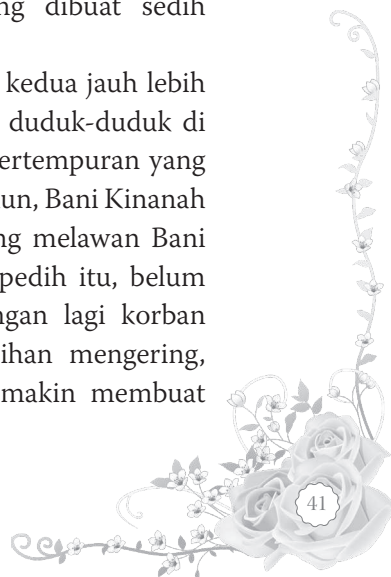 ng dibuat sedih
kedua jauh lebih
duduk-duduk di
ertempuran yang
un, Bani Kinanah
ng melawan Bani
pedih itu, belum
ngan lagi korban
ihan mengering,
makin membuat
41